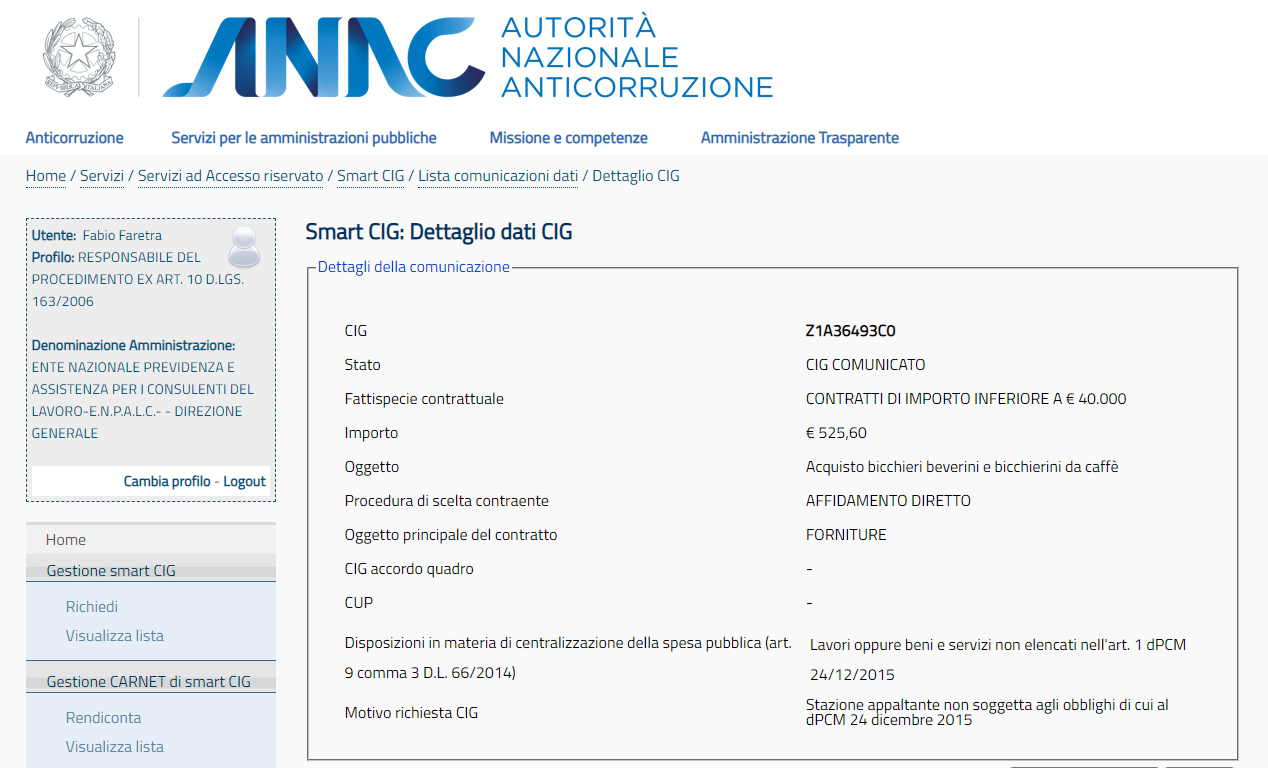 ANAC
AUTORITÀ
NAZIONALE
ANTICORRUZIONE
REPVBBLICA ITALIANA
Anticorruzione
Servizi per le amministrazioni pubbliche
Missione e competenze
Amministrazione Trasparente
Home / Servizi / Servizi ad Accesso riservato / Smart CIG / Lista comunicazioni dati / Dettaglio CIG
Utente: Fabio Faretra
Profilo: RESPONSABILE DEL
PROCEDIMENTO EX ART. 10 D.LGS.
163/2006
Denominazione Amministrazione:
ENTE NAZIONALE PREVIDENZA E
ASSISTENZA PER I CONSULENTI DEL
LAVORO-E.N.P.A.L.C.- - DIREZIONE
GENERALE
Cambia profilo - Logout
Home
Gestione smart CIG
Richiedi
Visualizza lista
Gestione CARNET di smart CIG
Rendiconta
Visualizza lista
Smart CIG: Dettaglio dati CIG
Dettagli della comunicazione
CIG Z1A36493C0
Stato CIG COMUNICATO
Fattispecie contrattuale CONTRATTI DI IMPORTO INFERIORE A € 40.000
Importo € 525,60
Oggetto Acquisto bicchieri beverini e bicchierini da caffè
Procedura di scelta contraente AFFIDAMENTO DIRETTO
Oggetto principale del contratto FORNITURE
CIG accordo quadro -
CUP -
Disposizioni in materia di centralizzazione della spesa pubblica (art.
9 comma 3 D.L. 66/2014)
Lavori oppure beni e servizi non elencati nell'art. 1 dPCM
24/12/2015
Motivo richiesta CIG
Stazione appaltante non soggetta agli obblighi di cui al
dPCM 24 dicembre 2015